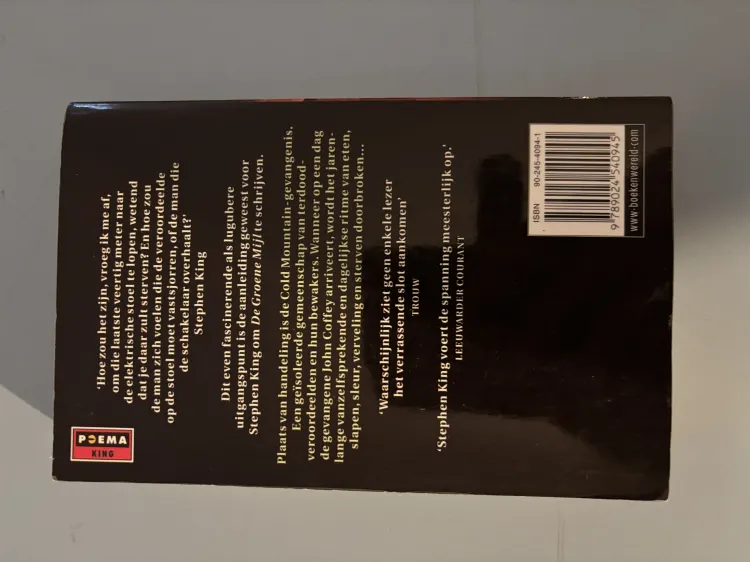 POEMA
KING
'Hoe zou het zijn, vroeg ik me af,
om die laatste veertig meter naar
de elektrische stoel te lopen, wetend
dat je daar zult sterven? En hoe zou
de man zich voelen die de veroordeelde
op de stoel moet vastsjorren, of de man die
de schakelaar overhaalt?'
Stephen King
Dit even fascinerende als lugubere
uitgangspunt is de aanleiding geweest voor
Stephen King om De Groene Mijl te schrijven.
Plaats van handeling is de Cold Mountain-gevangenis.
Een geïsoleerde gemeenschap van terdood-
veroordeelden en hun bewakers. Wanneer op een dag
de gevangene John Coffey arriveert, wordt het jaren-
lange vanzelfsprekende en dagelijkse ritme van eten,
slapen, sleur, verveling en sterven doorbroken...
'Waarschijnlijk ziet geen enkele lezer
het verrassende slot aankomen'
TROUW
'Stephen King voert de spanning meesterlijk op.'
LEEUWARDER COURANT
ISBN 90-245-4094-1
9 789024 540945
www.boekenwereld.com